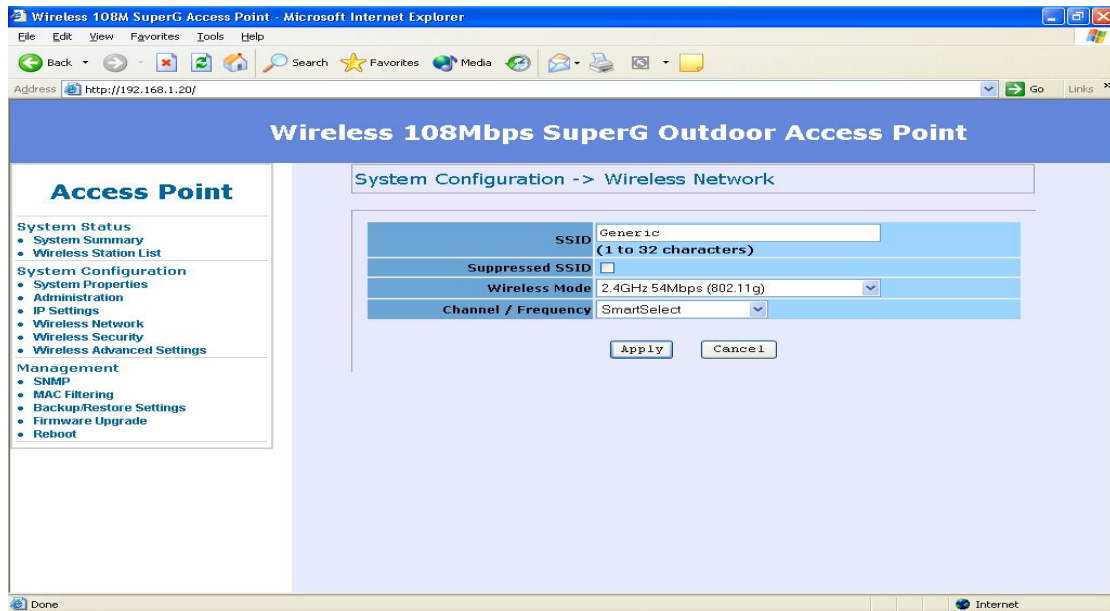 Wireless 108M SuperG Access Point - Microsoft Internet Explorer
File Edit View Favorites Tools Help
Back Search Favorites Media
Address http://192.168.1.20/ Go Links »
Wireless 108Mbps SuperG Outdoor Access Point
Access Point
System Status
System Summary
Wireless Station List
System Configuration
System Properties
Administration
IP Settings
Wireless Network
Wireless Security
Wireless Advanced Settings
Management
SNMP
MAC Filtering
Backup/Restore Settings
Firmware Upgrade
Reboot
System Configuration -> Wireless Network
SSID Generic
(1 to 32 characters)
Suppressed SSID
Wireless Mode 2.4GHz 54Mbps (802.11g)
Channel / Frequency SmartSelect
Apply Cancel
Done Internet